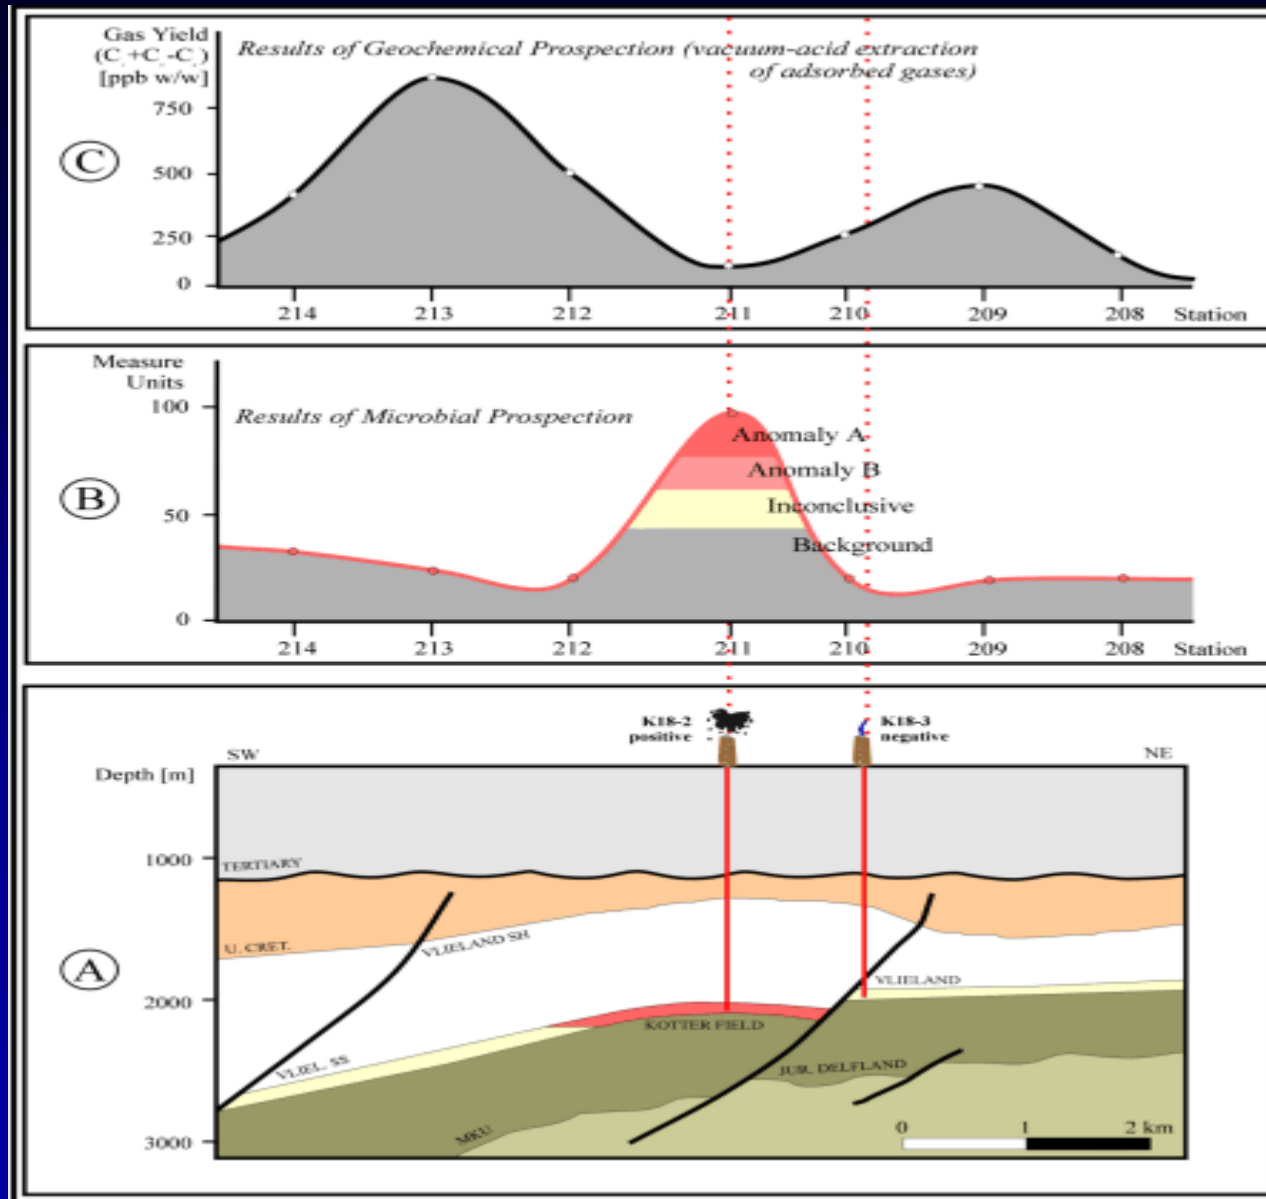 Gas Yield
[ppb w/w]
Results of Geochemical Prospection (vacuum-acid extraction
of adsorbed gases)
750
500
250
0
C
214 213 212 211 210 209 208 Station
Measure
Units
100
50
0
Results of Microbial Prospection
Anomaly A
Anomaly B
Inconclusive
Background
B
214 213 212 211 210 209 208 Station
K18-2
positive
K18-3
negative
SW
NE
Depth [m]
1000
TERTIARY
U. CRET.
VLIELAND SH
A
VLIELAND
2000
KOTTER FIELD
VLIEL. SS
JUR. DELFLAND
MKU
0 1 2 km
3000